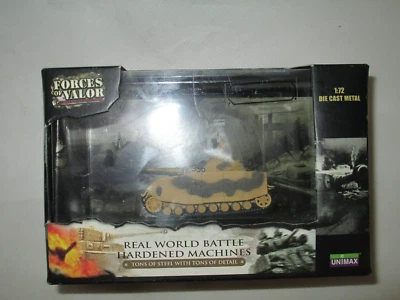 FORCES
OF VALOR
1:72
DIE CAST METAL
REAL WORLD BATTLE
HARDENED MACHINES
TONS OF STEEL WITH TONS OF DETAIL
UNIMAX